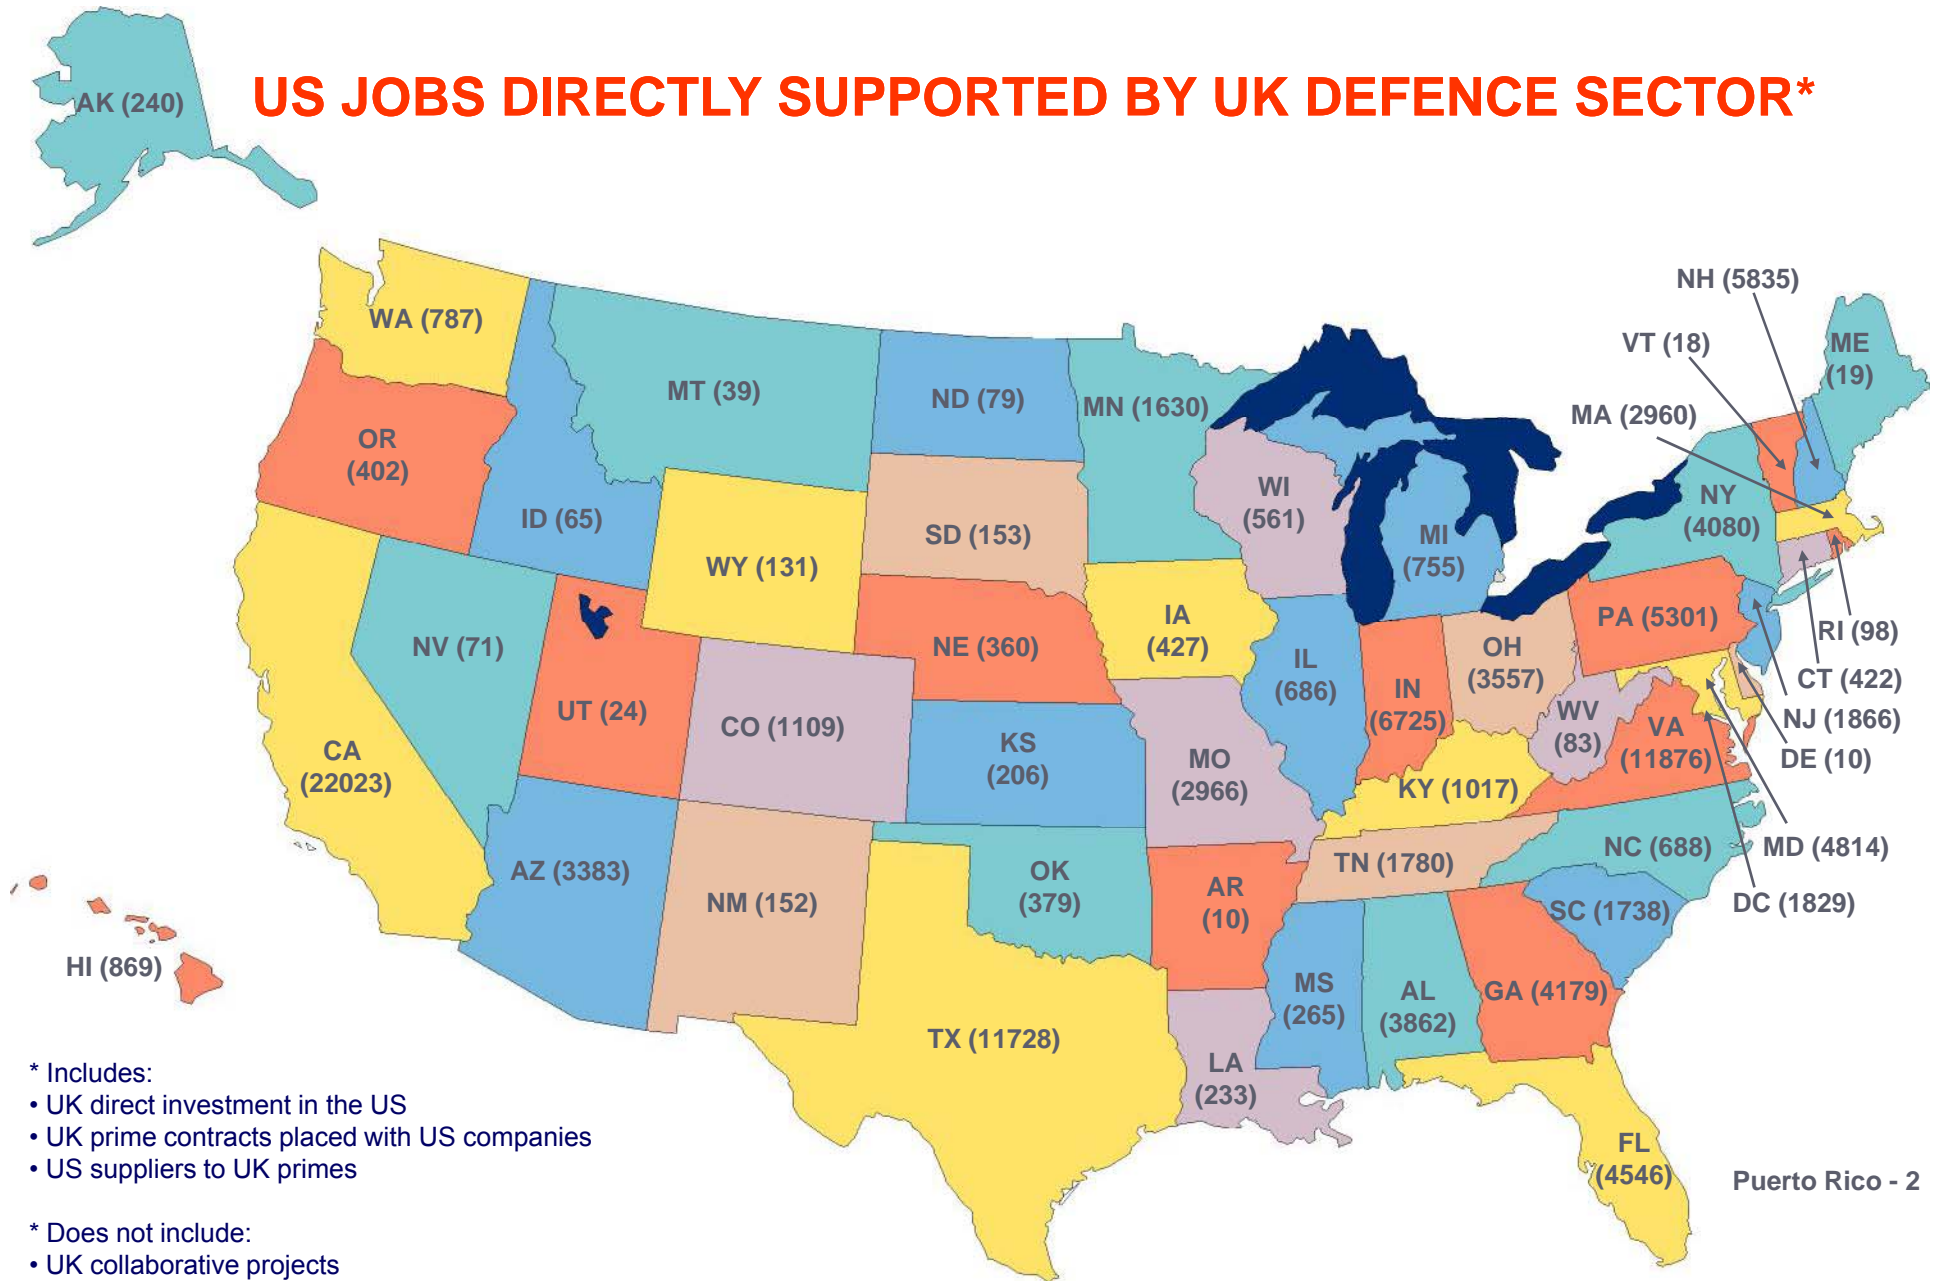 US JOBS DIRECTLY SUPPORTED BY UK DEFENCE SECTOR*
AK (240)
NH (5835)
WA (787)
VT (18)
ME
(19)
MT (39)
ND (79)
MN (1630)
MA (2960)
OR
(402)
ID (65)
WI
(561)
NY
(4080)
SD (153)
MI
(755)
WY (131)
IA
(427)
PA (5301)
RI (98)
NV (71)
NE (360)
OH
(3557)
IL
(686)
CT (422)
IN
(6725)
UT (24)
CO (1109)
WV
(83)
NJ (1866)
VA
(11876)
KS
(206)
DE (10)
CA
(22023)
MO
(2966)
KY (1017)
NC (688)
MD (4814)
TN (1780)
AZ (3383)
OK
(379)
NM (152)
AR
(10)
DC (1829)
SC (1738)
HI (869)
MS
(265)
AL
(3862)
GA (4179)
TX (11728)
LA
(233)
FL
(4546)
Puerto Rico - 2
* Includes:
• UK direct investment in the US
• UK prime contracts placed with US companies
• US suppliers to UK primes
* Does not include:
• UK collaborative projects